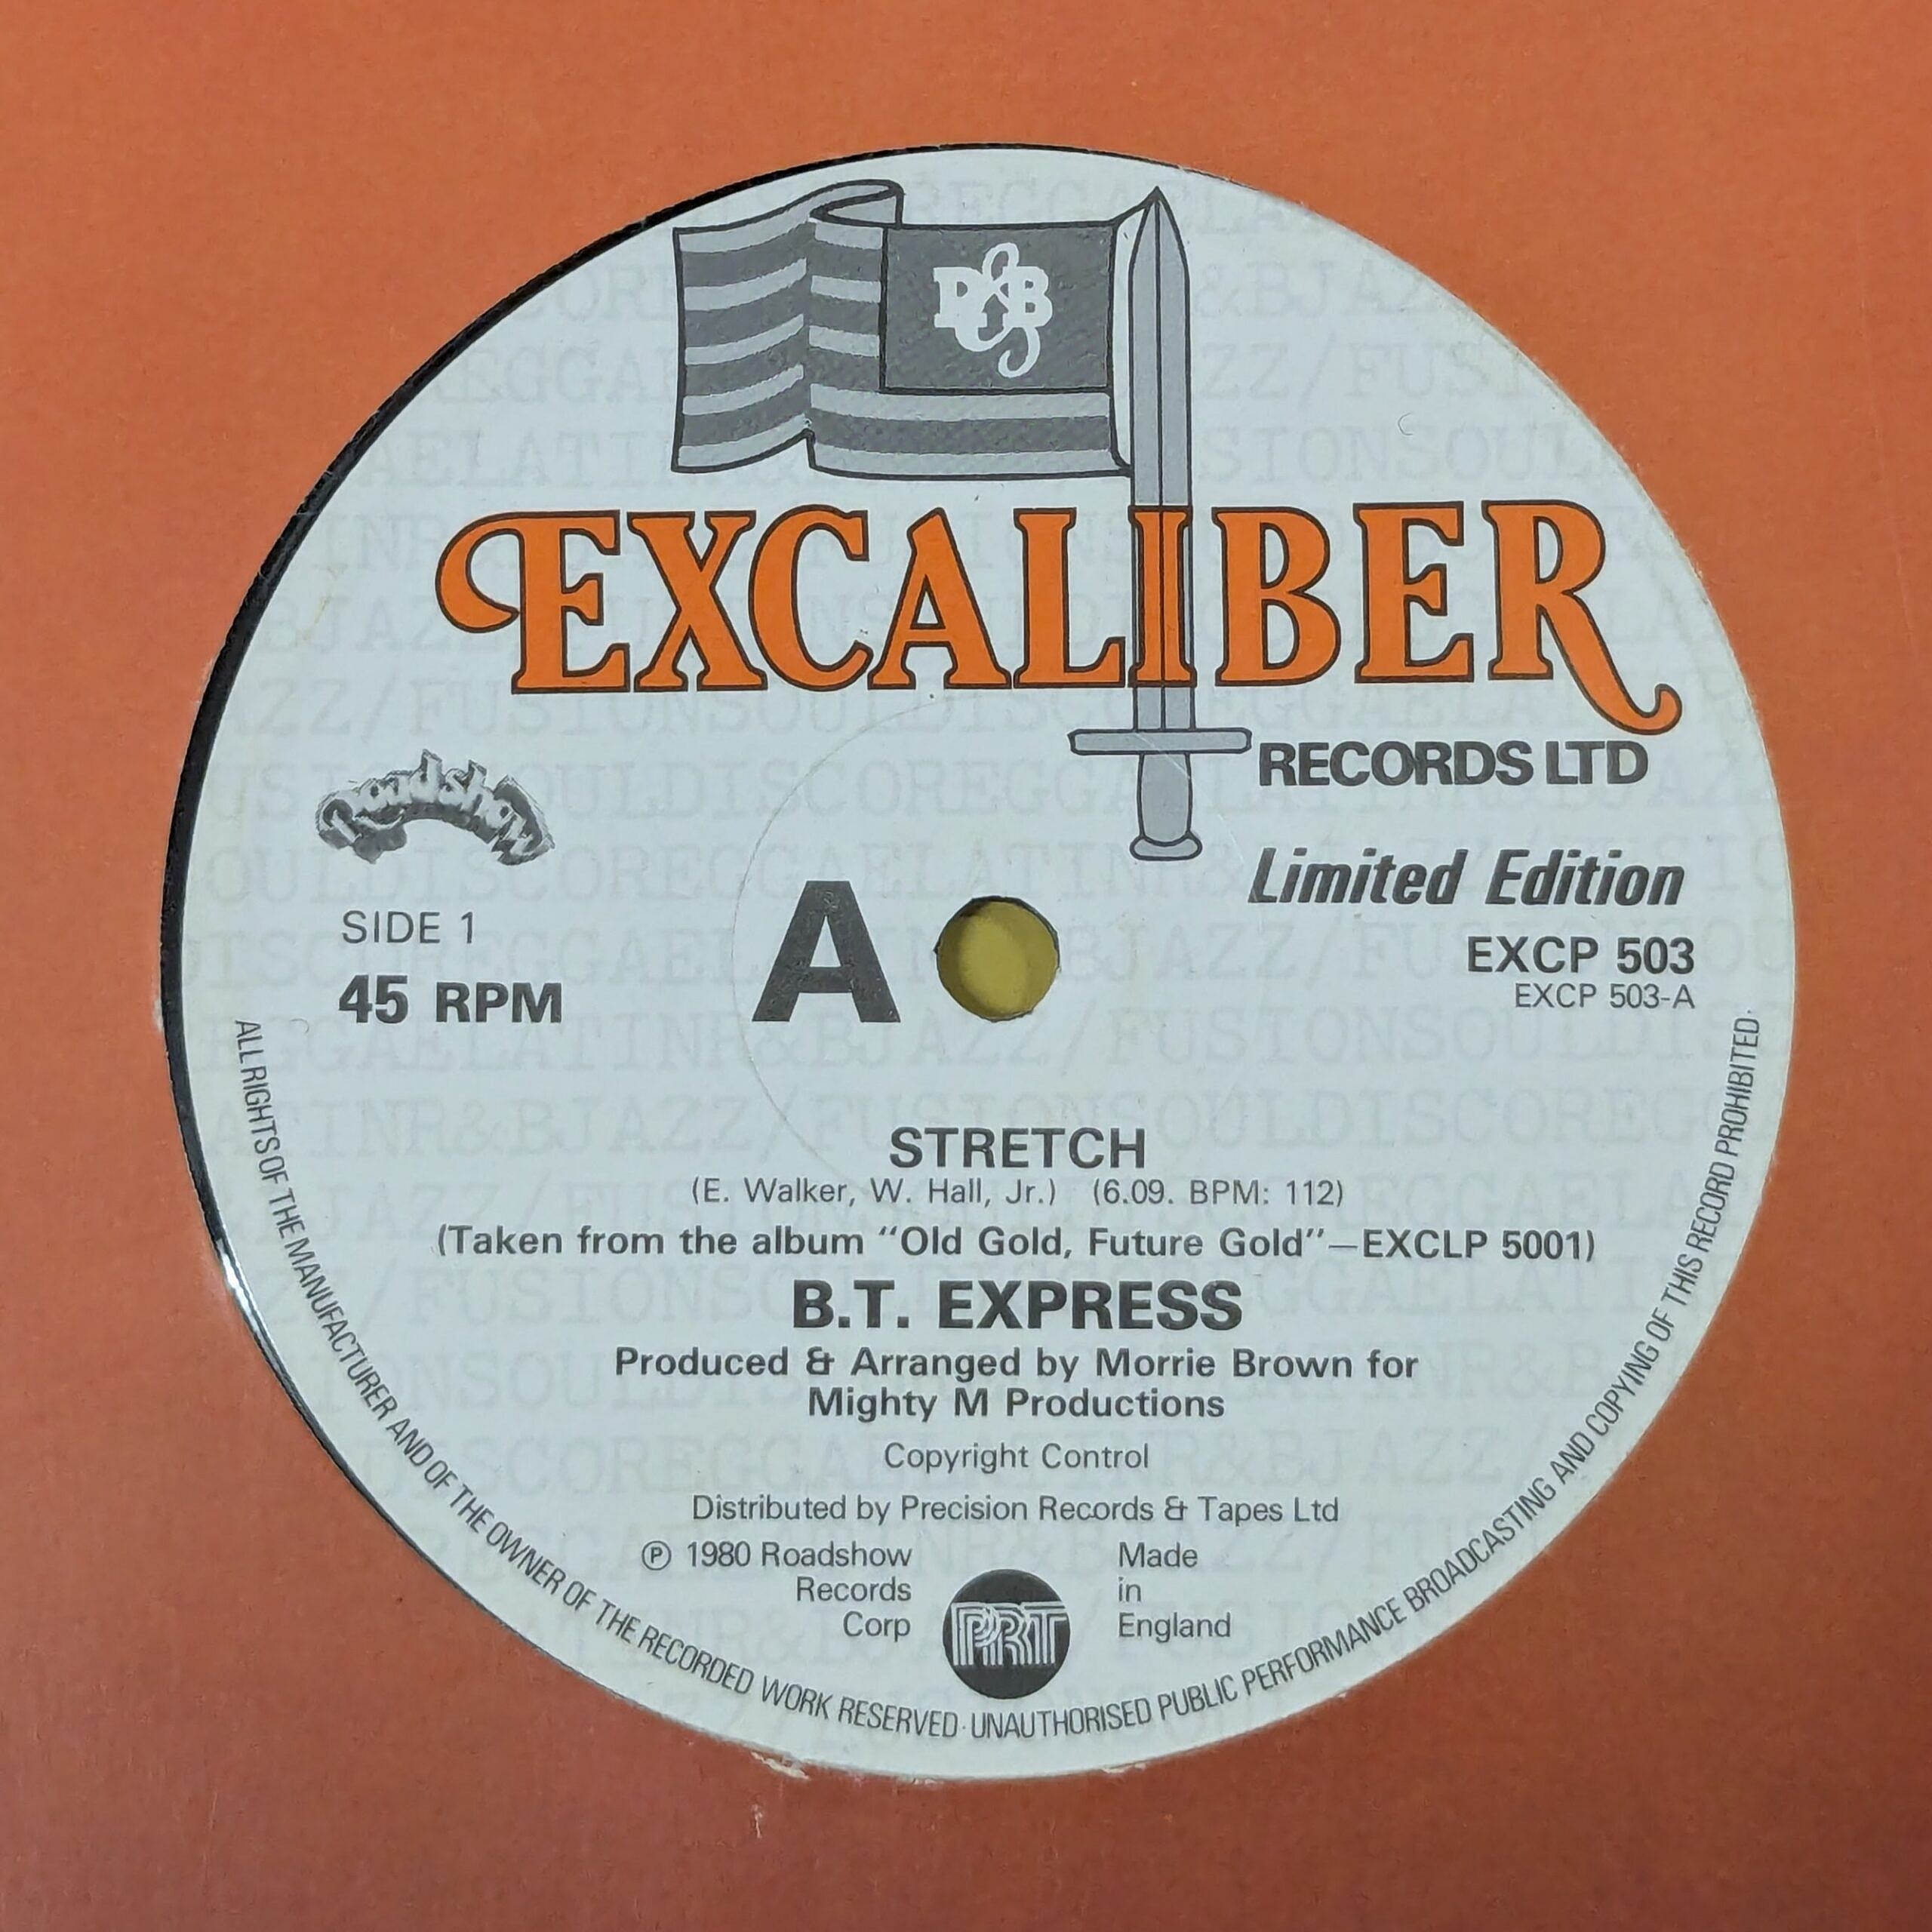 R&B
EXCALIBER
RECORDS LTD
Roadshow
Limited Edition
SIDE 1
A
EXCP 503
45 RPM
EXCP 503-A
STRETCH
(E. Walker, W. Hall, Jr.) (6.09. BPM: 112)
(Taken from the album "Old Gold, Future Gold"—EXCLP 5001)
B.T. EXPRESS
Produced & Arranged by Morrie Brown for
Mighty M Productions
Copyright Control
Distributed by Precision Records & Tapes Ltd
℗ 1980 Roadshow
Records
Corp
PRT
Made
in
England
ALL RIGHTS OF THE MANUFACTURER AND OF THE OWNER OF THE RECORDED WORK RESERVED · UNAUTHORISED PUBLIC PERFORMANCE BROADCASTING AND COPYING OF THIS RECORD PROHIBITED ·